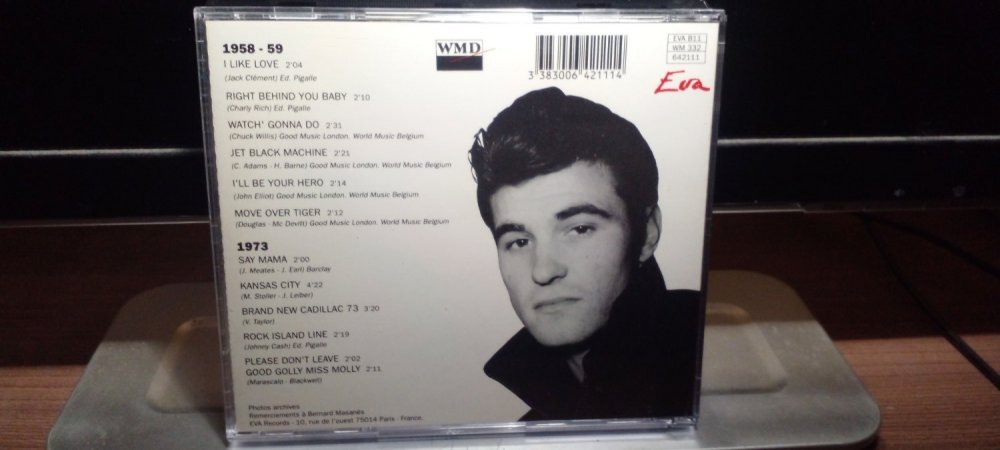 1958 - 59
I LIKE LOVE 2'04
(Jack Clément) Ed. Pigalle
RIGHT BEHIND YOU BABY 2'10
(Charly Rich) Ed. Pigalle
WATCH' GONNA DO 2'31
(Chuck Willis) Good Music London. World Music Belgium
JET BLACK MACHINE 2'21
(C. Adams - H. Barne) Good Music London. World Music Belgium
I'LL BE YOUR HERO 2'14
(John Elliot) Good Music London. World Music Belgium
MOVE OVER TIGER 2'12
(Douglas - Mc Devitt) Good Music London. World Music Belgium
1973
SAY MAMA 2'00
(J. Meates - J. Earl) Barclay
KANSAS CITY 4'22
(M. Stoller - J. Leiber)
BRAND NEW CADILLAC 73 3'20
(V. Taylor)
ROCK ISLAND LINE 2'19
(Johnney Cash) Ed. Pigalle
PLEASE DON'T LEAVE 2'02
GOOD GOLLY MISS MOLLY 2'11
(Marascalo - Blackwell)
Photos archives
Remerciements à Bernard Masanès
EVA Records - 10, rue de l'ouest 75014 Paris - France.
WMD
3 383006 421114
EVA B11
WM 332
642111
Eva